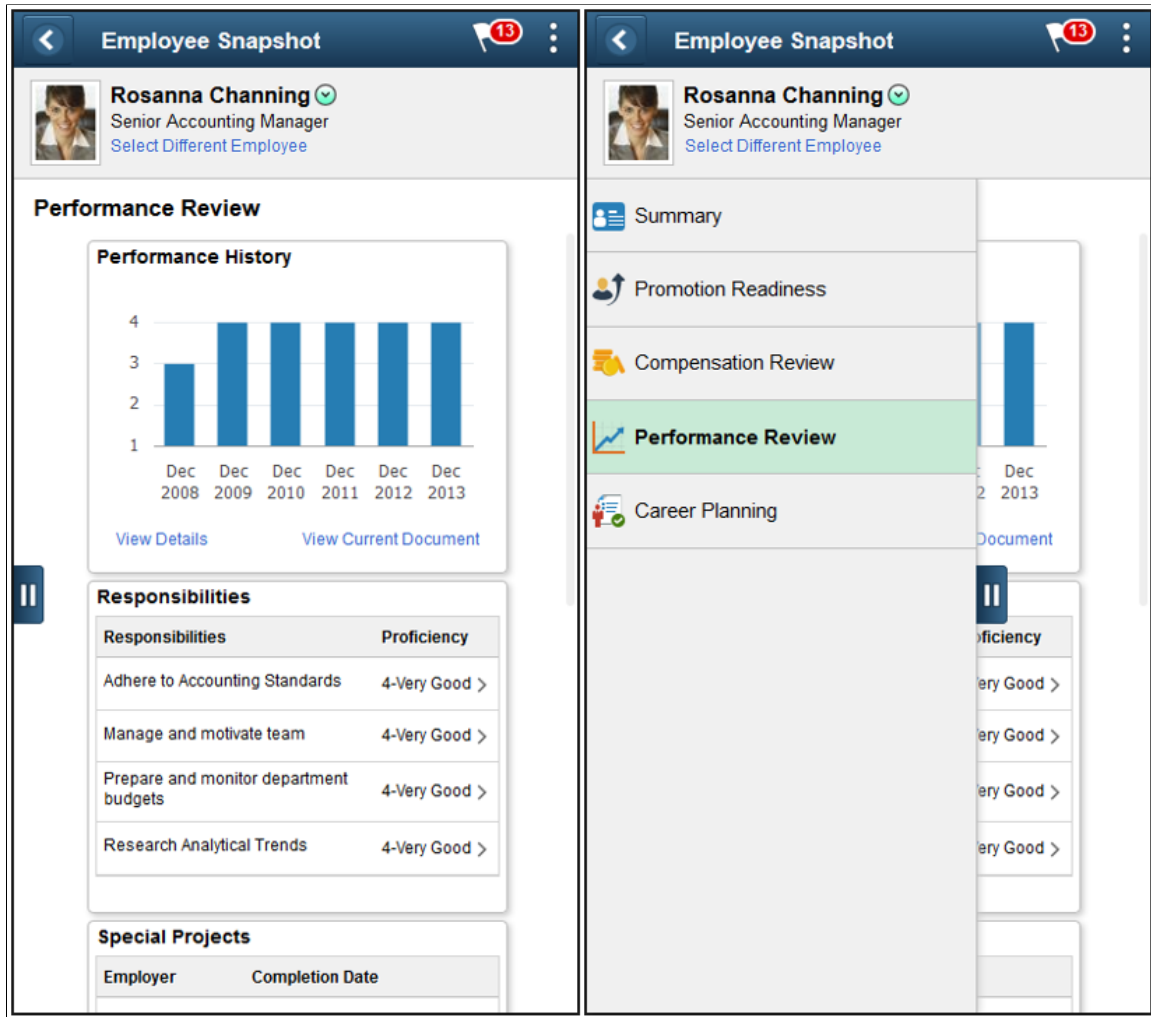 Employee Snapshot
13
Rosanna Channing
Senior Accounting Manager
Select Different Employee
Performance Review
Performance History
4
3
2
1
Dec Dec Dec Dec Dec Dec
2008 2009 2010 2011 2012 2013
View Details View Current Document
Responsibilities
Responsibilities Proficiency
Adhere to Accounting Standards 4-Very Good
Manage and motivate team 4-Very Good
Prepare and monitor department
budgets 4-Very Good
Research Analytical Trends 4-Very Good
Special Projects
Employer Completion Date
Employee Snapshot
13
Rosanna Channing
Senior Accounting Manager
Select Different Employee
Summary
Promotion Readiness
Compensation Review
Performance Review
Career Planning
Dec
2 2013
Document
oficiency
ery Good
ery Good
ery Good
ery Good